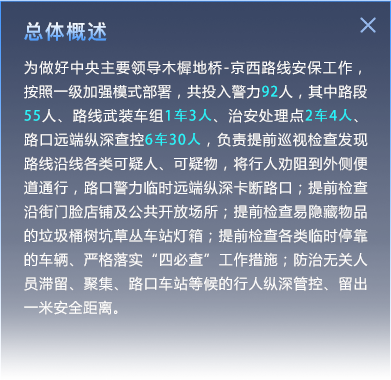 总体概述
为做好中央主要领导木樨地桥-京西路线安保工作，
按照一级加强模式部署，共投入警力92人，其中路段
55人、路线武装车组1车3人、治安处理点2车4人、
路口远端纵深查控6车30人，负责提前巡视检查发现
路线沿线各类可疑人、可疑物，将行人劝阻到外侧便
道通行，路口警力临时远端纵深卡断路口；提前检查
沿街门脸店铺及公共开放场所；提前检查易隐藏物品
的垃圾桶树坑草丛车站灯箱；提前检查各类临时停靠
的车辆、严格落实“四必查”工作措施；防治无关人
员滞留、聚集、路口车站等候的行人纵深管控、留出
一米安全距离。